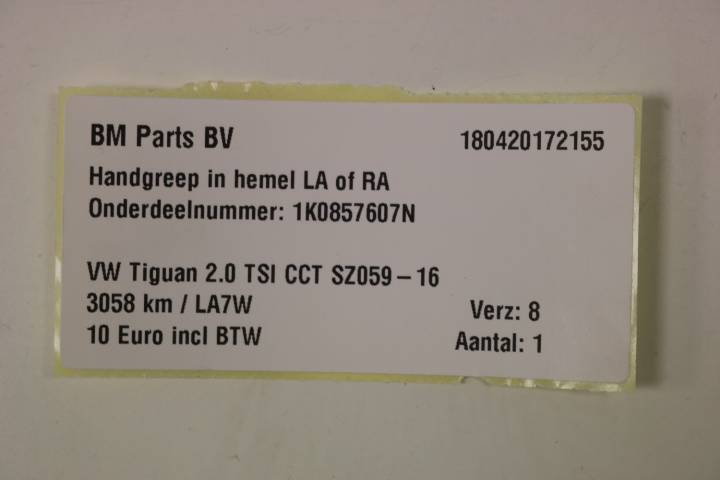 BM Parts BV 180420172155
Handgreep in hemel LA of RA
Onderdeelnummer: 1K0857607N
VW Tiguan 2.0 TSI CCT SZ059-16
3058 km / LA7W Verz: 8
10 Euro incl BTW Aantal: 1